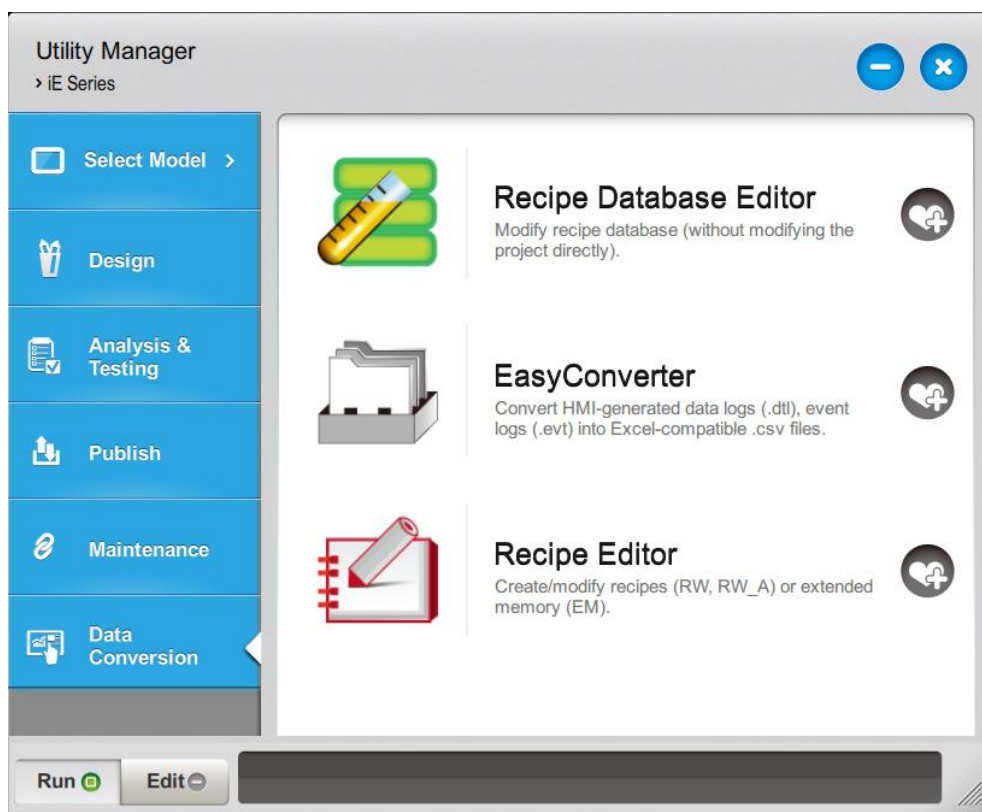 Utility Manager
› iE Series
Select Model ›
Design
Analysis &
Testing
Publish
Maintenance
Data
Conversion
Recipe Database Editor
Modify recipe database (without modifying the
project directly).
EasyConverter
Convert HMI-generated data logs (.dtl), event
logs (.evt) into Excel-compatible .csv files.
Recipe Editor
Create/modify recipes (RW, RW_A) or extended
memory (EM).
Run
Edit